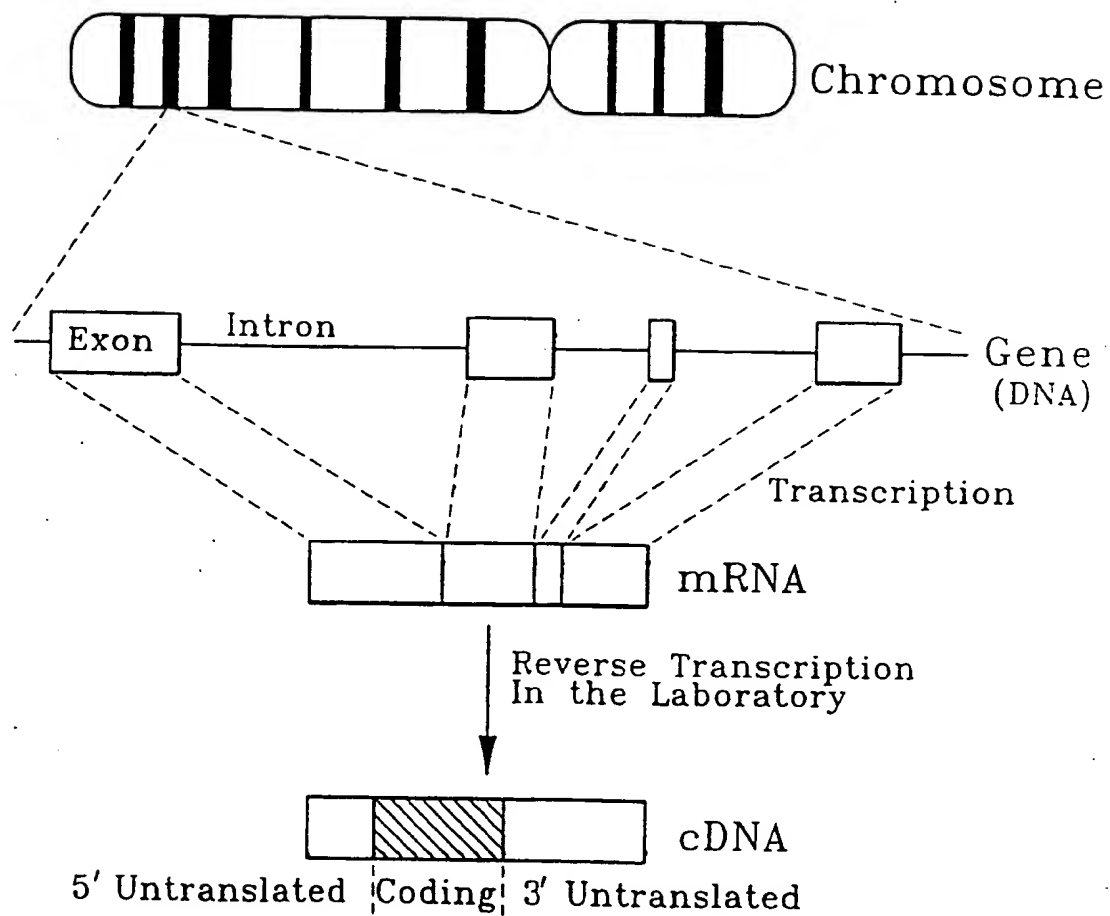 Chromosome
Exon
Intron
Gene
(DNA)
Transcription
mRNA
Reverse Transcription
In the Laboratory
cDNA
5′ Untranslated
Coding
3′ Untranslated